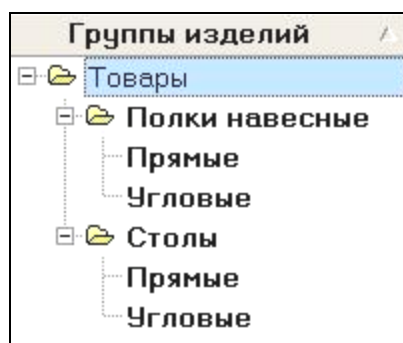 Группы изделий
Товары
Полки навесные
Прямые
Угловые
Столы
Прямые
Угловые